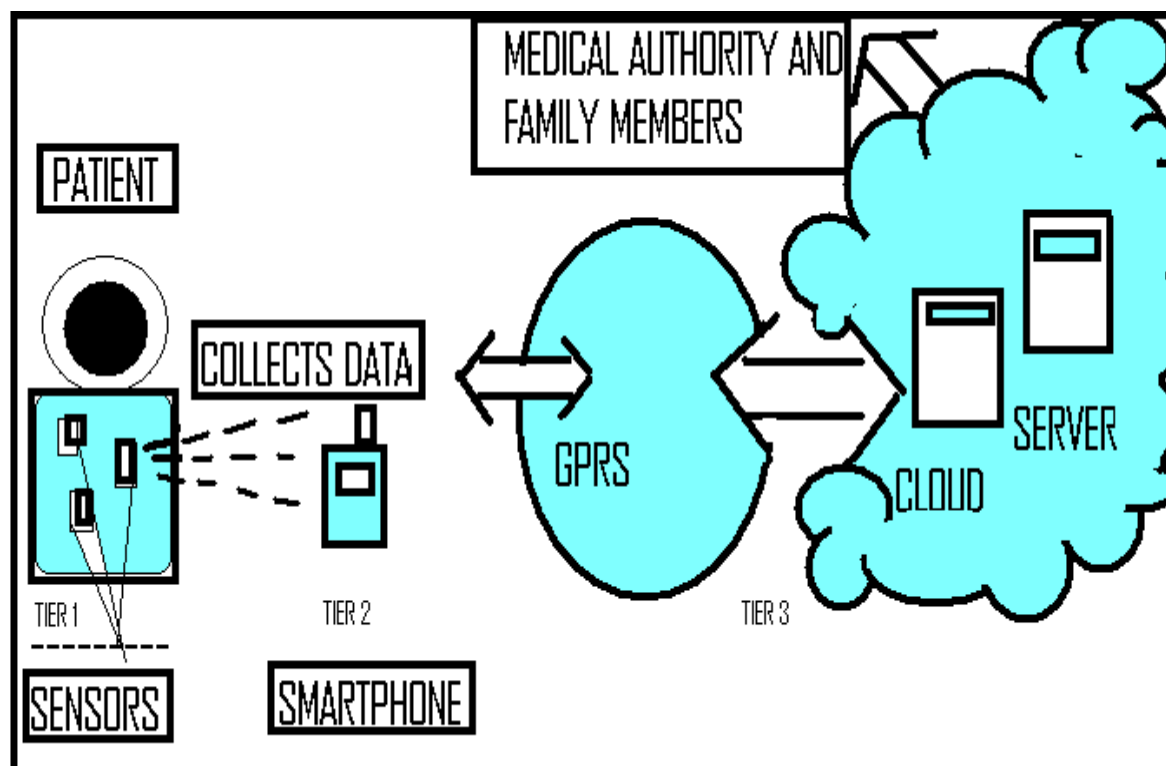 MEDICAL AUTHORITY AND
FAMILY MEMBERS
PATIENT
COLLECTS DATA
GPRS
SERVER
CLOUD
TIER 1
TIER 2
TIER 3
SENSORS
SMARTPHONE